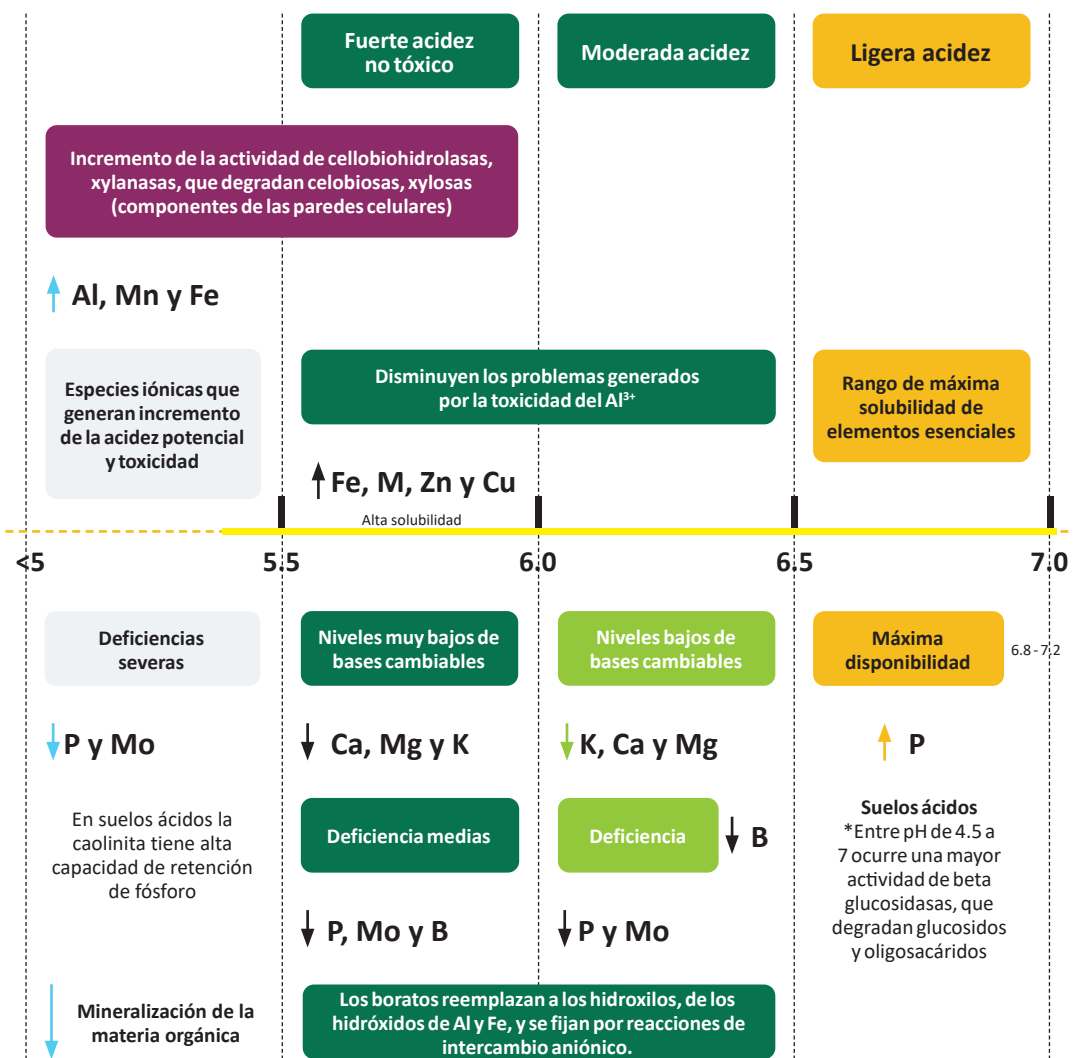 Fuerte acidez
no tóxico
Moderada acidez
Ligera acidez
Incremento de la actividad de cellobiohidrolasas,
xylanasas, que degradan celobiosas, xylosas
(componentes de las paredes celulares)
Al, Mn y Fe
Especies iónicas que
generan incremento
de la acidez potencial
y toxicidad
Disminuyen los problemas generados
por la toxicidad del Al³⁺
Rango de máxima
solubilidad de
elementos esenciales
Fe, M, Zn y Cu
Alta solubilidad
<5 5.5 6.0 6.5 7.0
Deficiencias
severas
Niveles muy bajos de
bases cambiables
Niveles bajos de
bases cambiables
Máxima
disponibilidad
6.8 - 7.2
P y Mo
Ca, Mg y K
K, Ca y Mg
P
En suelos ácidos la
caolinita tiene alta
capacidad de retención
de fósforo
Deficiencia medias
Deficiencia
B
Suelos ácidos
*Entre pH de 4.5 a
7 ocurre una mayor
actividad de beta
glucosidasas, que
degradan glucosidos
y oligosacáridos
P, Mo y B
P y Mo
Mineralización de la
materia orgánica
Los boratos reemplazan a los hidroxilos, de los
hidróxidos de Al y Fe, y se fijan por reacciones de
intercambio aniónico.